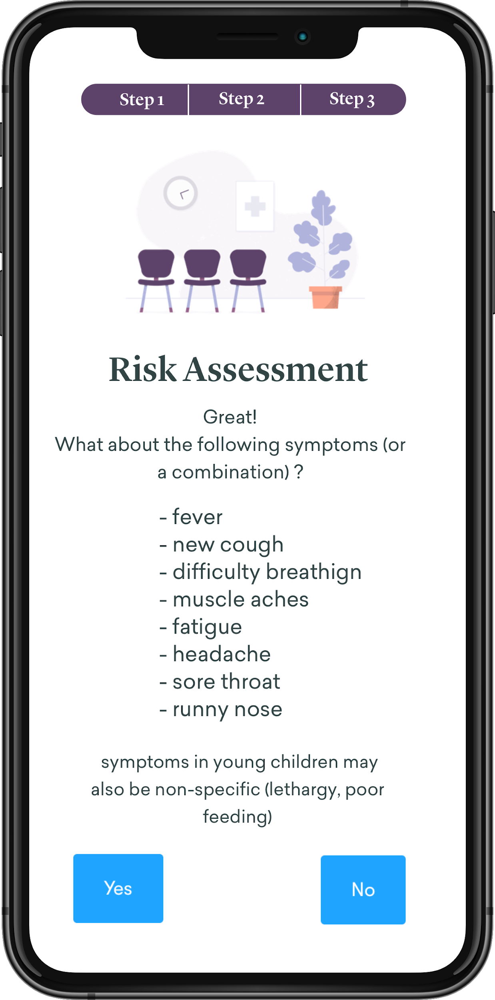 Step 1 Step 2 Step 3
Risk Assessment
Great!
What about the following symptoms (or
a combination) ?
- fever
- new cough
- difficulty breathign
- muscle aches
- fatigue
- headache
- sore throat
- runny nose
symptoms in young children may
also be non-specific (lethargy, poor
feeding)
Yes No